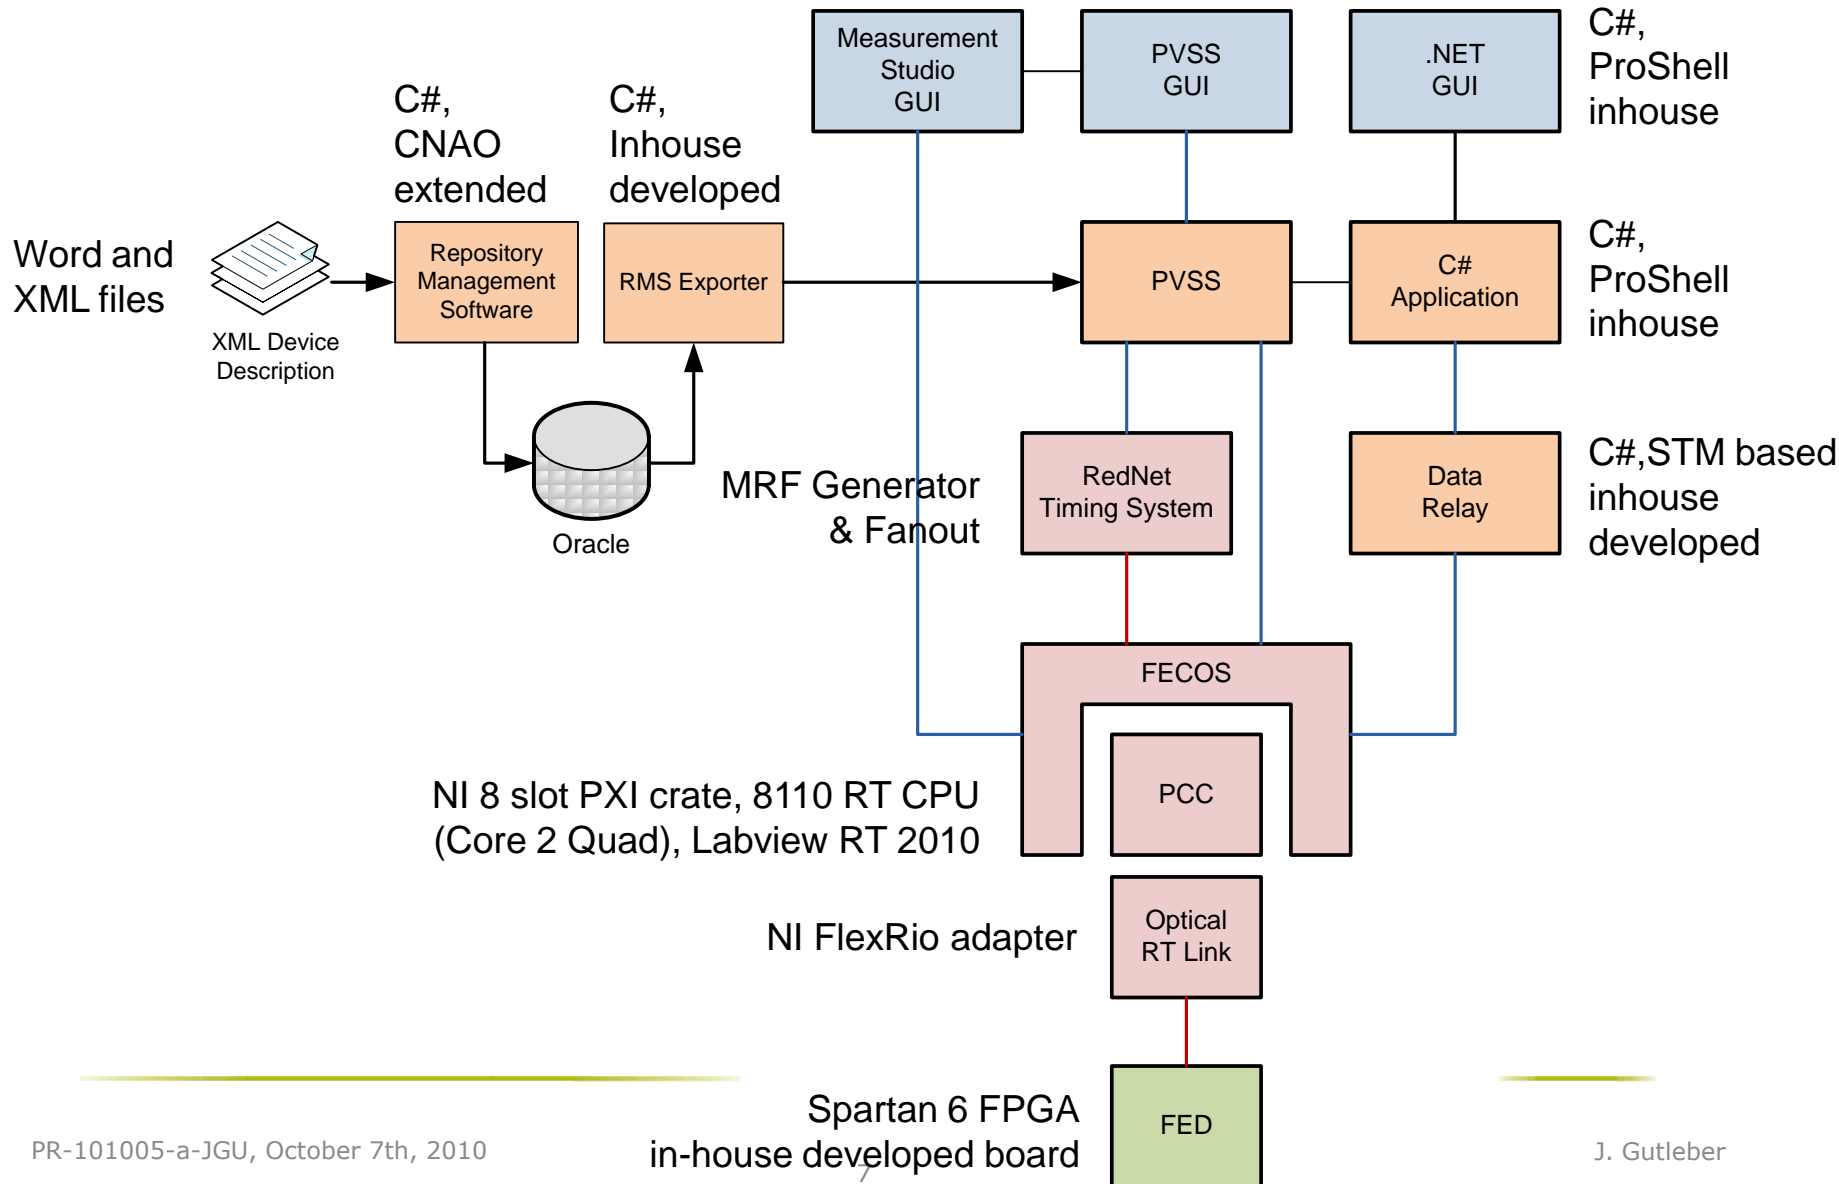 Measurement
Studio
GUI
PVSS
GUI
.NET
GUI
C#,
ProShell
inhouse
C#,
CNAO
extended
C#,
Inhouse
developed
Word and
XML files
XML Device
Description
Repository
Management
Software
RMS Exporter
PVSS
C#
Application
C#,
ProShell
inhouse
Oracle
MRF Generator
& Fanout
RedNet
Timing System
Data
Relay
C#,STM based
inhouse
developed
FECOS
PCC
NI 8 slot PXI crate, 8110 RT CPU
(Core 2 Quad), Labview RT 2010
NI FlexRio adapter
Optical
RT Link
Spartan 6 FPGA
in-house developed board
FED
PR-101005-a-JGU, October 7th, 2010
7
J. Gutleber